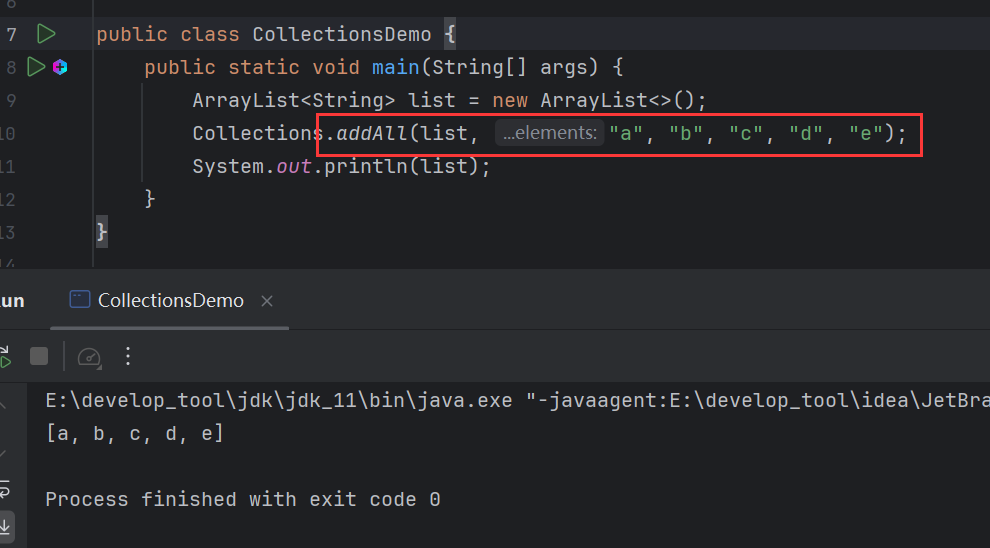 7 public class CollectionsDemo {
8 public static void main(String[] args) {
9 ArrayList<String> list = new ArrayList<>();
10 Collections.addAll(list, ...elements: "a", "b", "c", "d", "e");
11 System.out.println(list);
12 }
13 }
un CollectionsDemo ×
E:\develop_tool\jdk\jdk_11\bin\java.exe "-javaagent:E:\develop_tool\idea\JetBra
[a, b, c, d, e]
Process finished with exit code 0